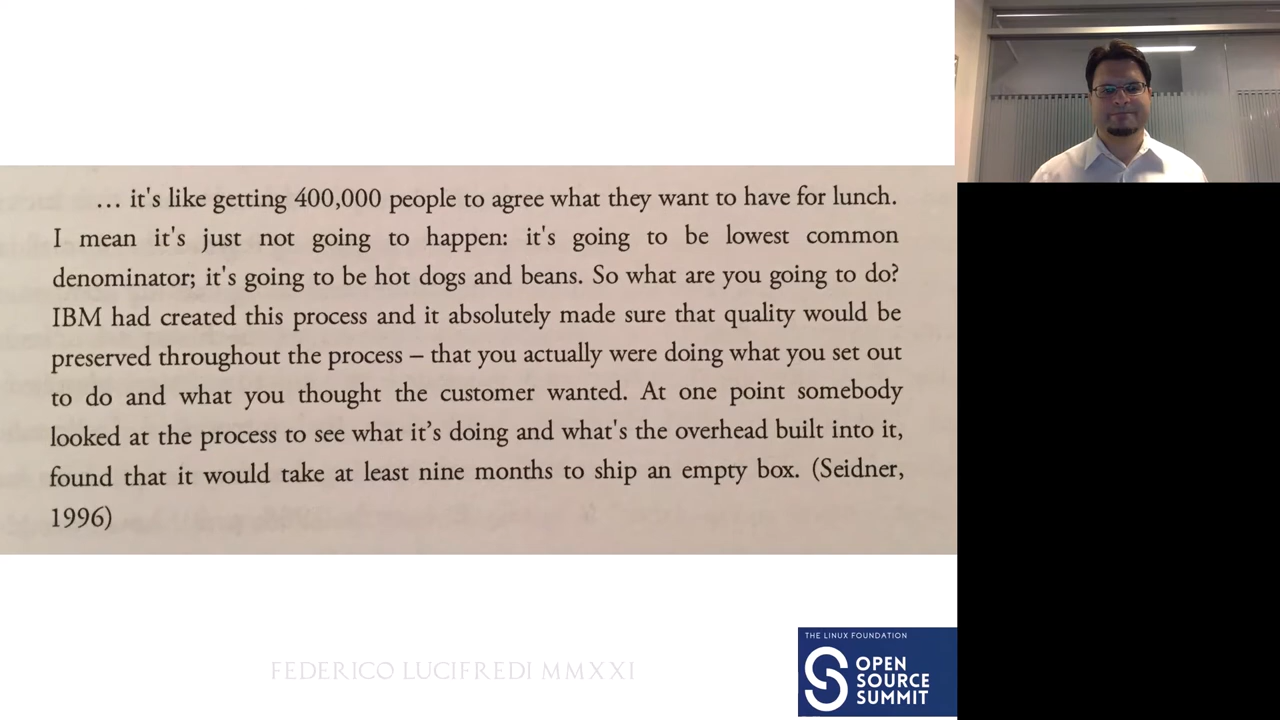 … it's like getting 400,000 people to agree what they want to have for lunch.
I mean it's just not going to happen: it's going to be lowest common
denominator; it's going to be hot dogs and beans. So what are you going to do?
IBM had created this process and it absolutely made sure that quality would be
preserved throughout the process – that you actually were doing what you set out
to do and what you thought the customer wanted. At one point somebody
looked at the process to see what it’s doing and what's the overhead built into it,
found that it would take at least nine months to ship an empty box. (Seidner,
1996)
FEDERICO LUCIFREDI MMXXI
THE LINUX FOUNDATION
OPEN
SOURCE
SUMMIT